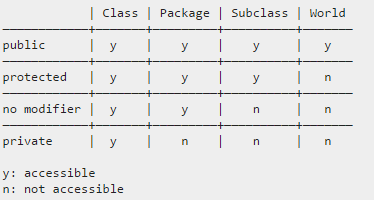 | Class | Package | Subclass | World
————————————+———————+—————————+——————————+———————
public      |  y    |    y    |    y     |   y
————————————+———————+—————————+——————————+———————
protected   |  y    |    y    |    y     |   n
————————————+———————+—————————+——————————+———————
no modifier |  y    |    y    |    n     |   n
————————————+———————+—————————+——————————+———————
private     |  y    |    n    |    n     |   n

y: accessible
n: not accessible